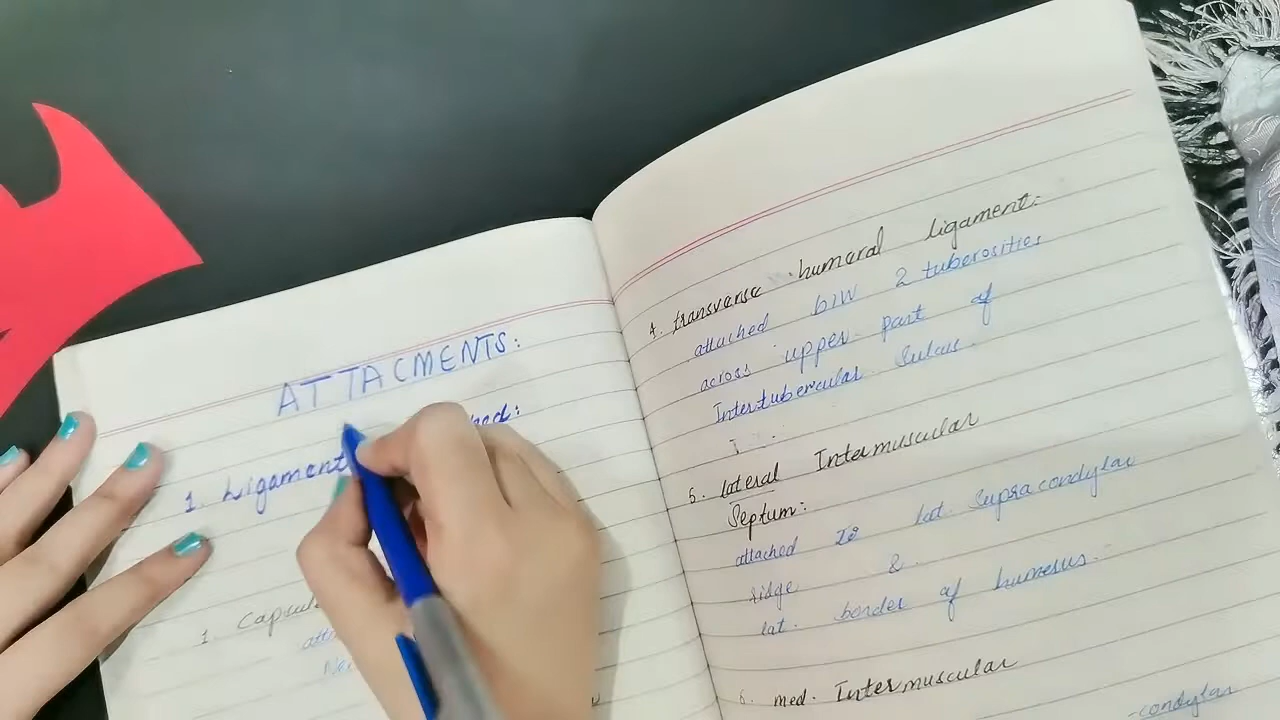 ATTACMENTS:
1. Ligament
1. Capsul
4. transverse humeral ligament:
attached b/w 2 tuberosities
across upper part of
Intertubercular Sulcus.
5. lateral Intermuscular
Septum:
attached to lat. Supracondylar
ridge &
lat. border of humerus.
6. med. Intermuscular
-condylar